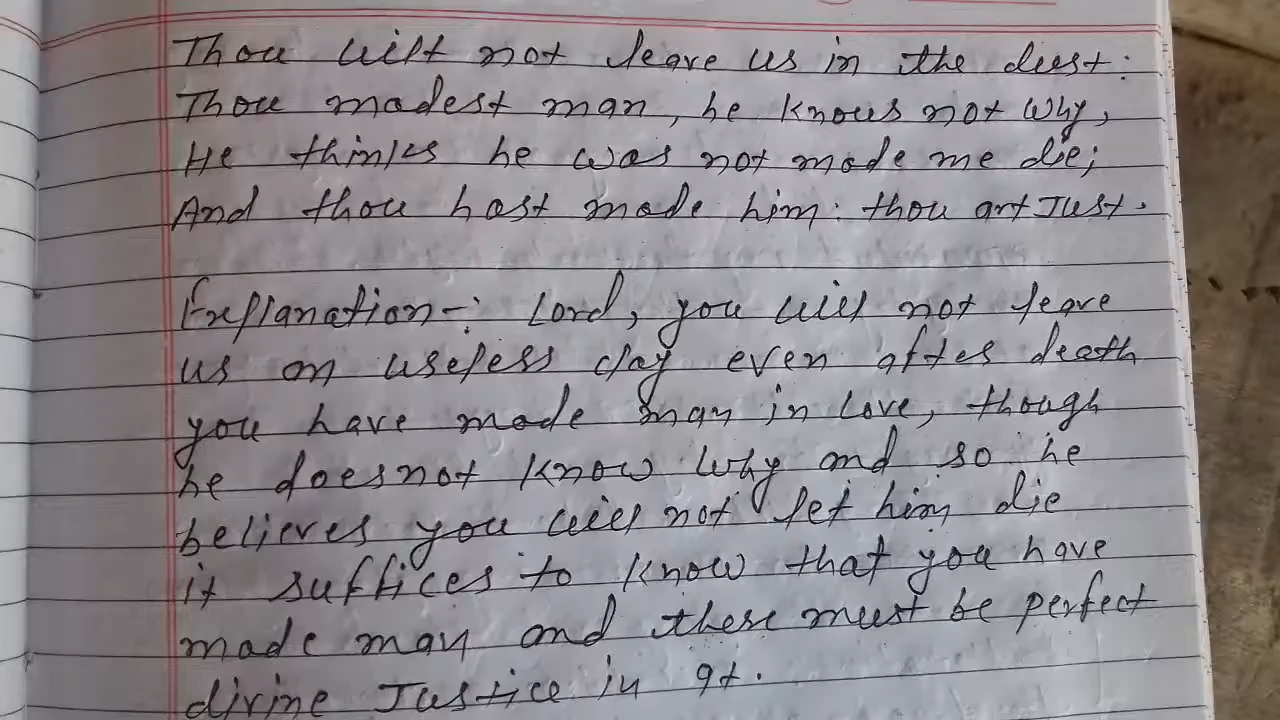 Thou wilt not leave us in the dust:
Thou madest man, he knows not why,
He thinks he was not made me die;
And thou hast made him: thou art Just.
Explanation-: Lord, you will not leave
us on useless clay even after death
you have made man in love, though
he does not know why and so he
believes you will not let him die
it suffices to know that you have
made man and there must be perfect
divine Justice in it.